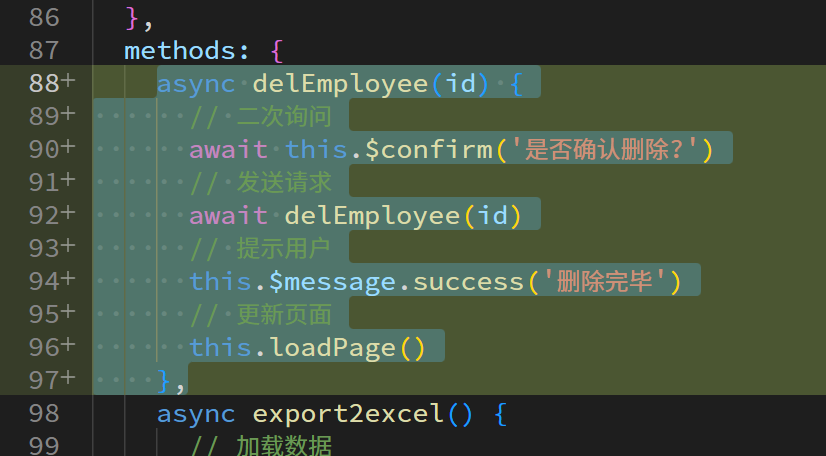 86 },
87 methods: {
88+ async delEmployee(id) {
89+ // 二次询问
90+ await this.$confirm('是否确认删除?')
91+ // 发送请求
92+ await delEmployee(id)
93+ // 提示用户
94+ this.$message.success('删除完毕')
95+ // 更新页面
96+ this.loadPage()
97+ },
98 async export2excel() {
99 // 加载数据